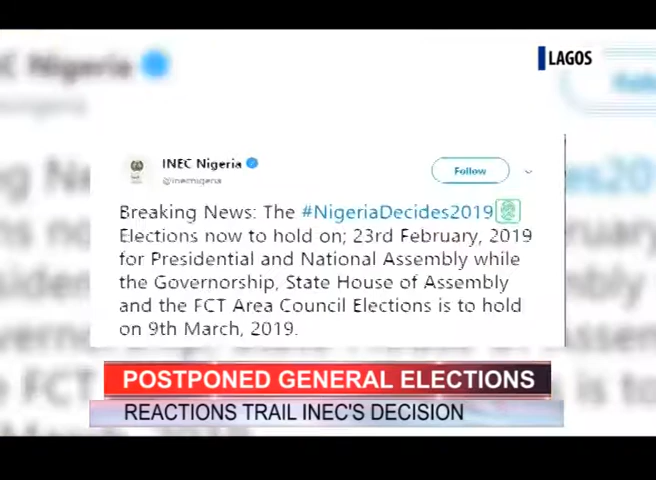 LAGOS
C Nigeria
INEC Nigeria
@inecnigeria
Follow
Breaking News: The #NigeriaDecides2019
Elections now to hold on; 23rd February, 2019
for Presidential and National Assembly while
the Governorship, State House of Assembly
and the FCT Area Council Elections is to hold
on 9th March, 2019.
POSTPONED GENERAL ELECTIONS
REACTIONS TRAIL INEC'S DECISION